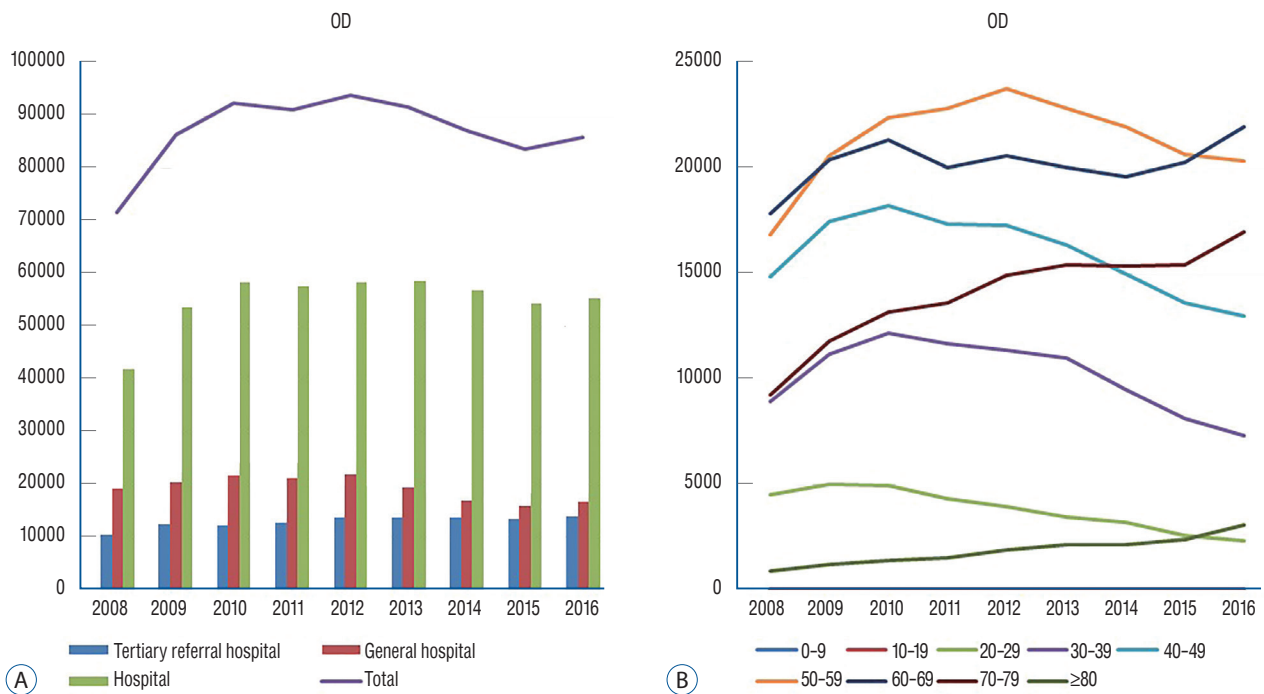 OD
100000
90000
80000
70000
60000
50000
40000
30000
20000
10000
0
2008 2009 2010 2011 2012 2013 2014 2015 2016
Tertiary referral hospital General hospital
Hospital Total
A
OD
25000
20000
15000
10000
5000
0
2008 2009 2010 2011 2012 2013 2014 2015 2016
0–9 10–19 20–29 30–39 40–49
50–59 60–69 70–79 ≥80
B